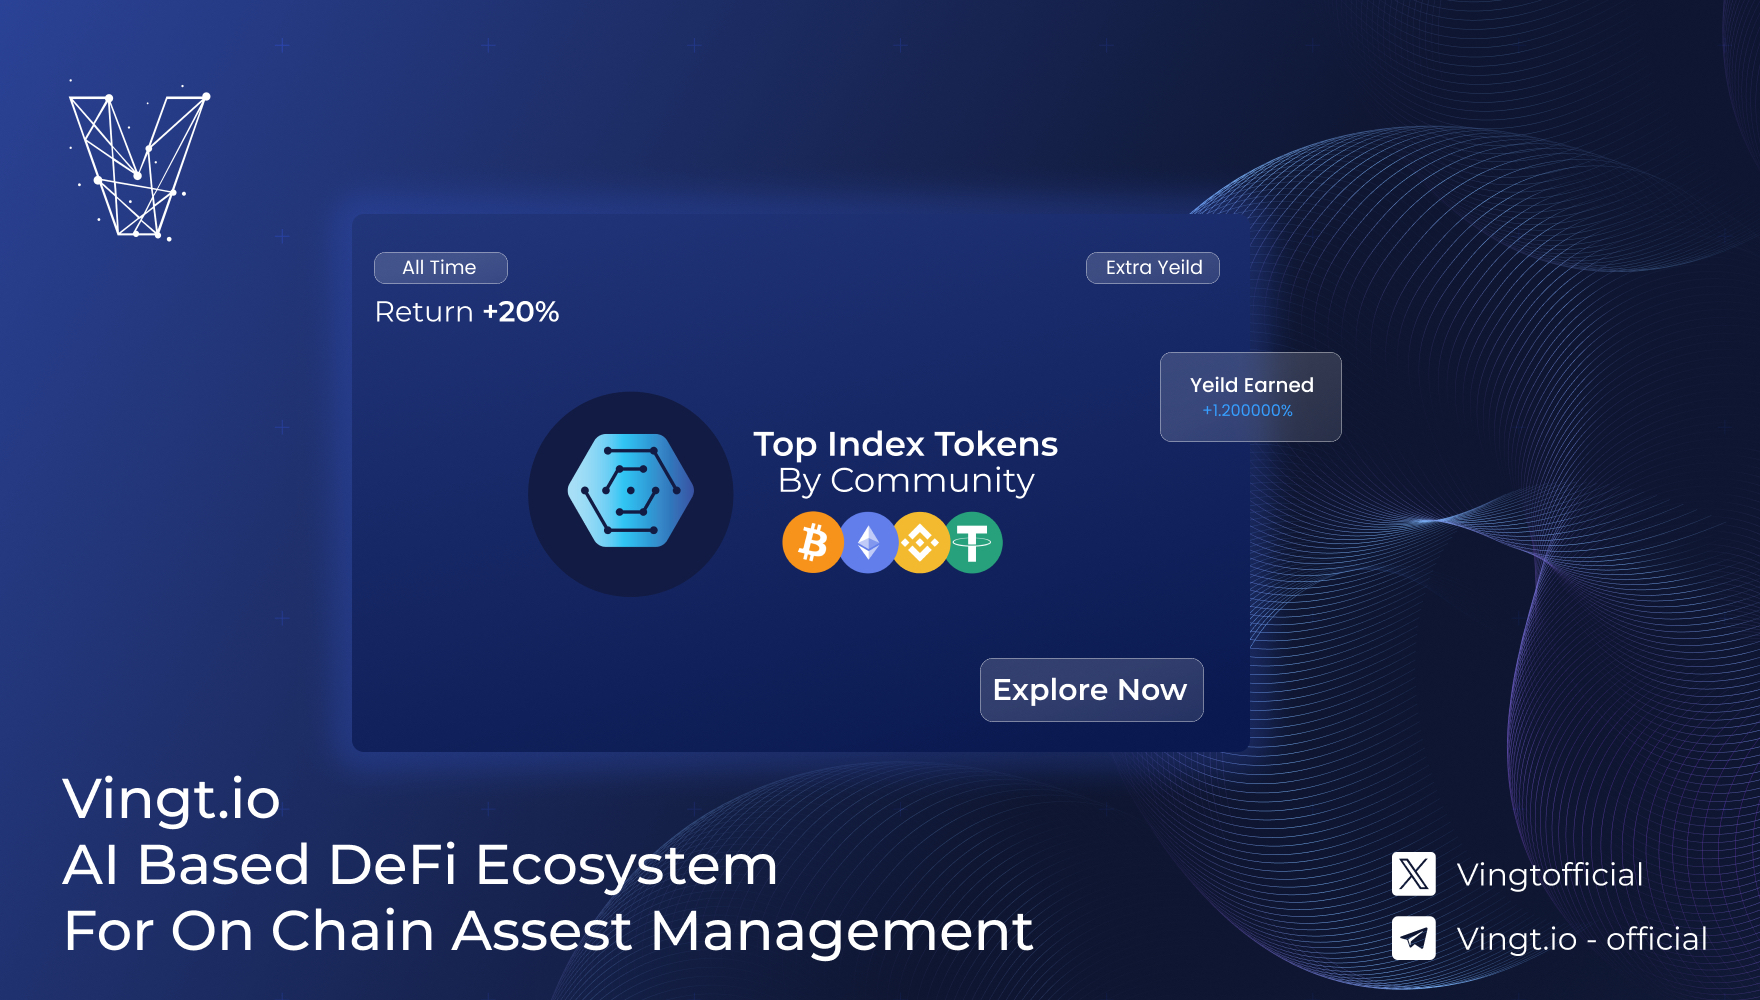 All Time
Extra Yeild
Return +20%
Yeild Earned
+1.200000%
Top Index Tokens
By Community
Explore Now
Vingt.io
AI Based DeFi Ecosystem
For On Chain Assest Management
Vingtofficial
Vingt.io - official